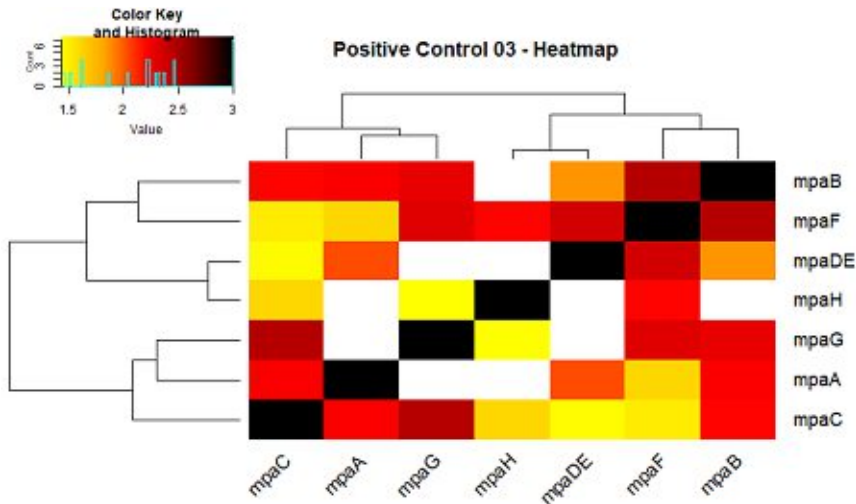 Color Key
and Histogram
Count
0 3 6
1.5 2 2.5 3
Value
Positive Control 03 - Heatmap
mpaB
mpaF
mpaDE
mpaH
mpaG
mpaA
mpaC
mpaC mpaA mpaG mpaH mpaDE mpaF mpaB